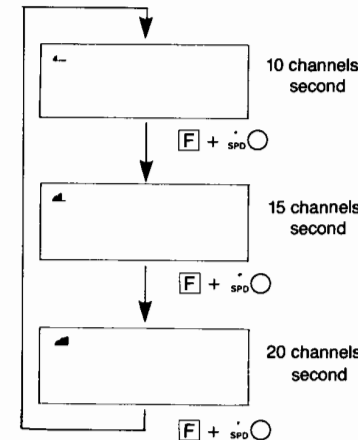 10 channels
second
F + SPD
15 channels
second
F + SPD
20 channels
second
F + SPD